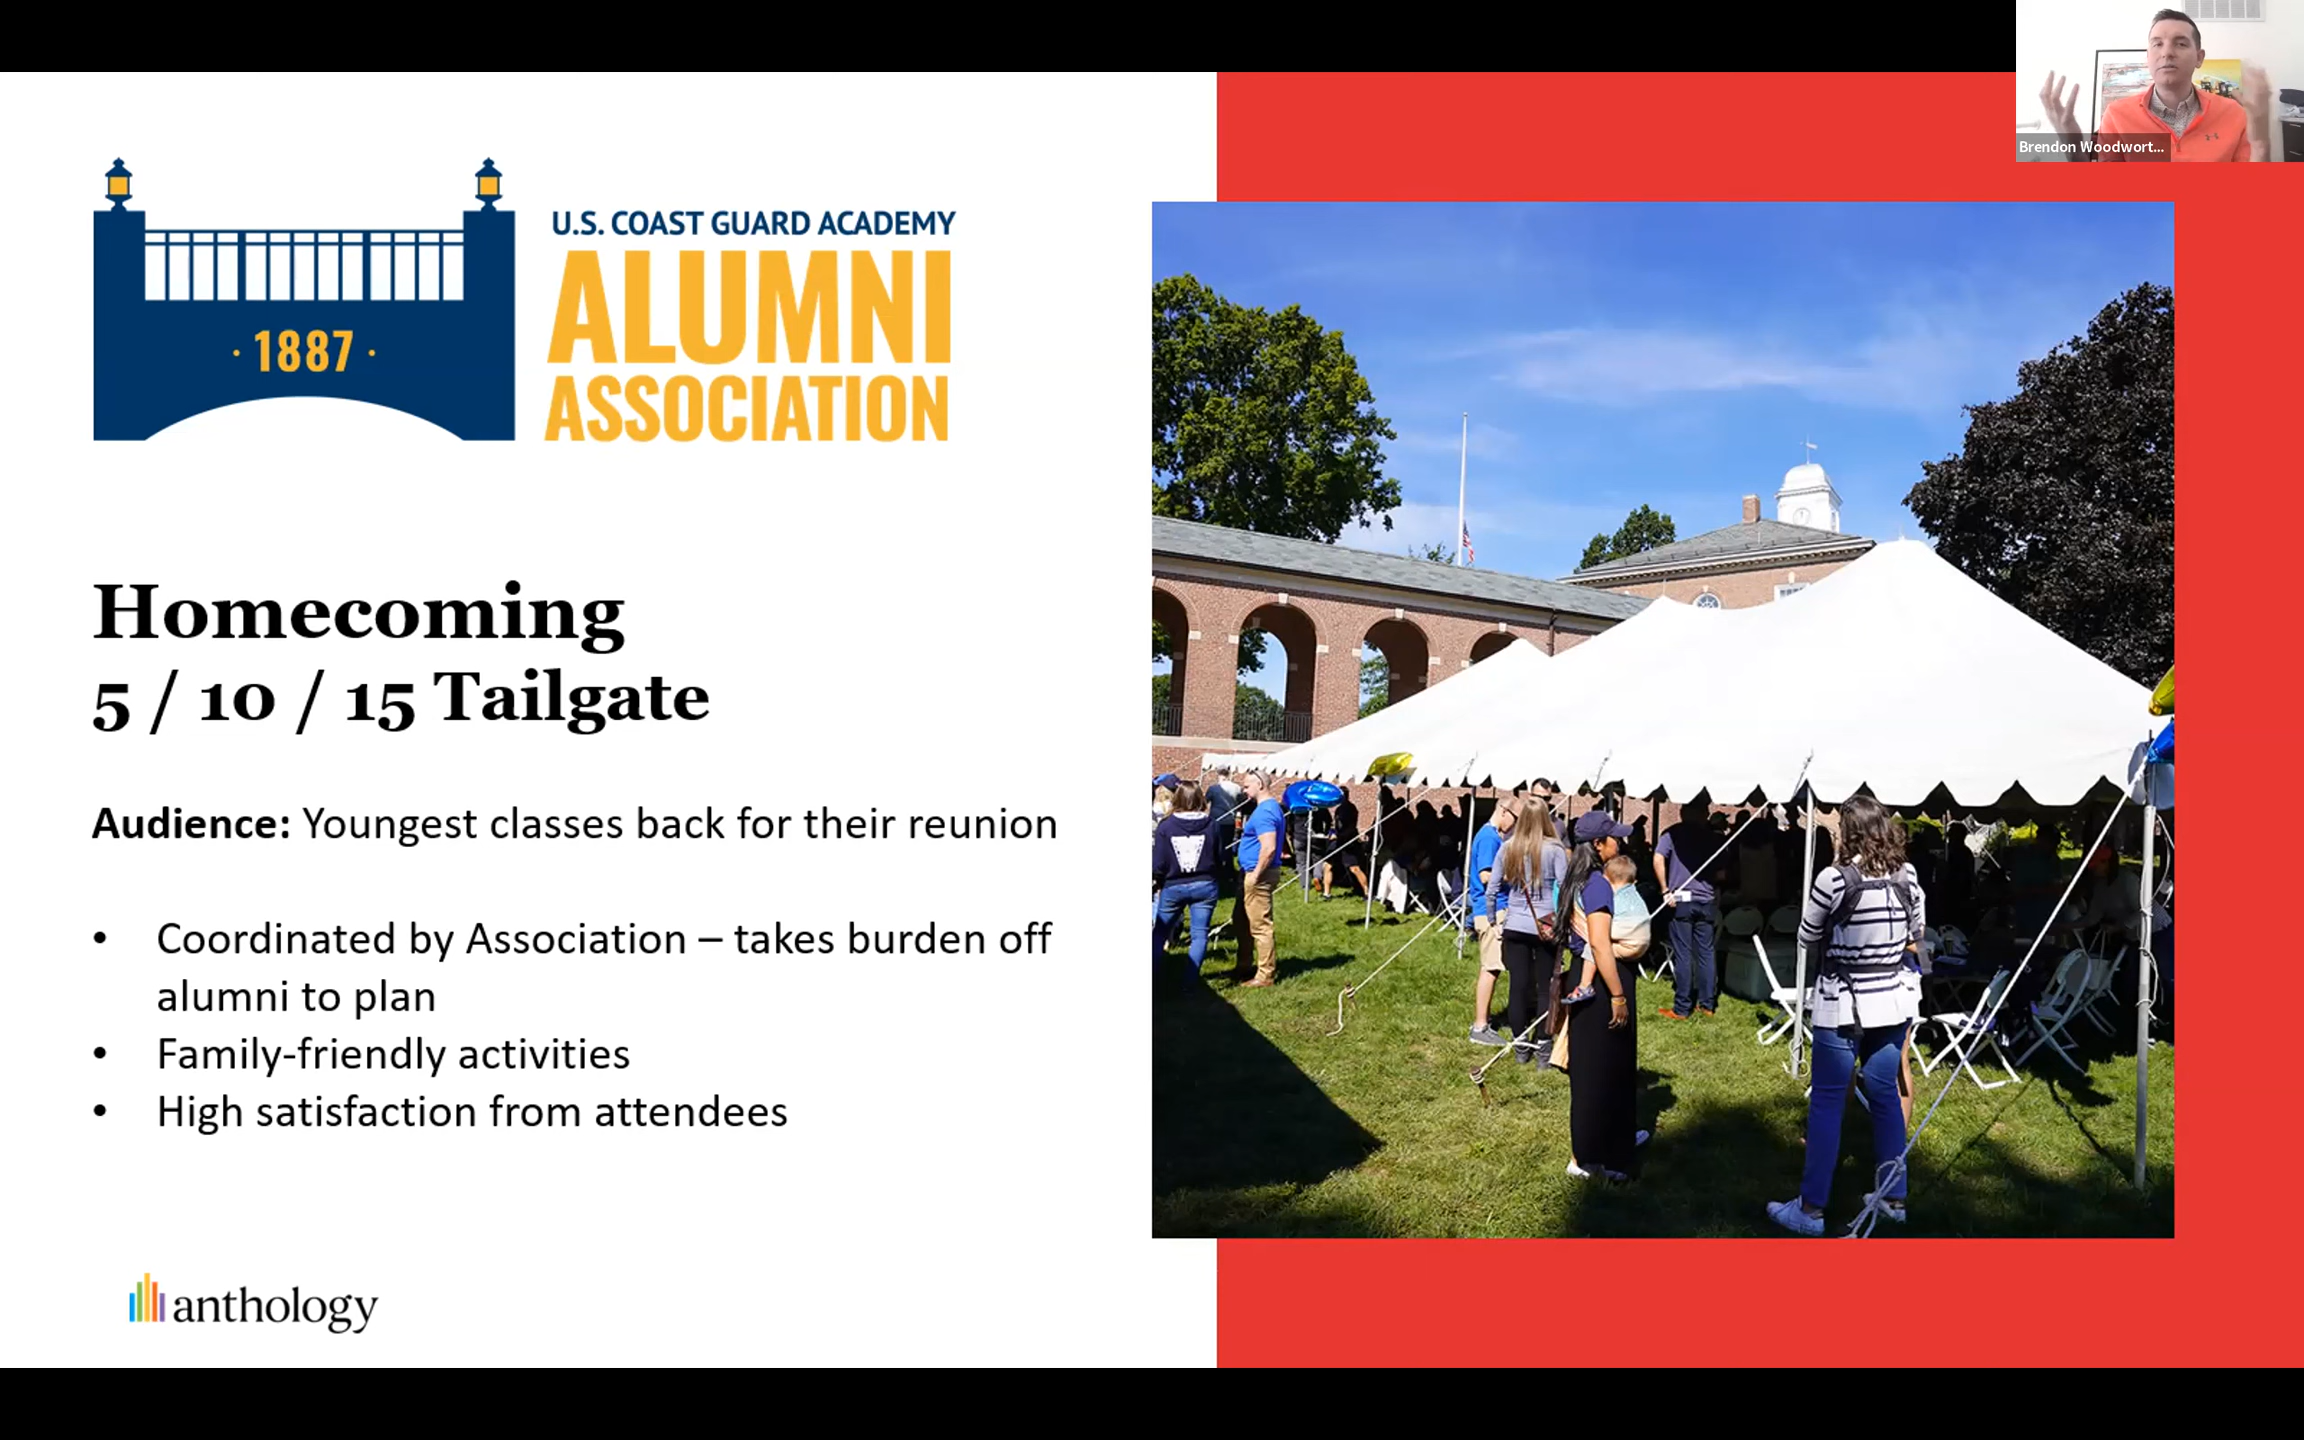 Brendon Woodwort...
U.S. COAST GUARD ACADEMY
ALUMNI
ASSOCIATION
· 1887 ·
Homecoming
5 / 10 / 15 Tailgate
Audience: Youngest classes back for their reunion
• Coordinated by Association – takes burden off
alumni to plan
• Family-friendly activities
• High satisfaction from attendees
anthology